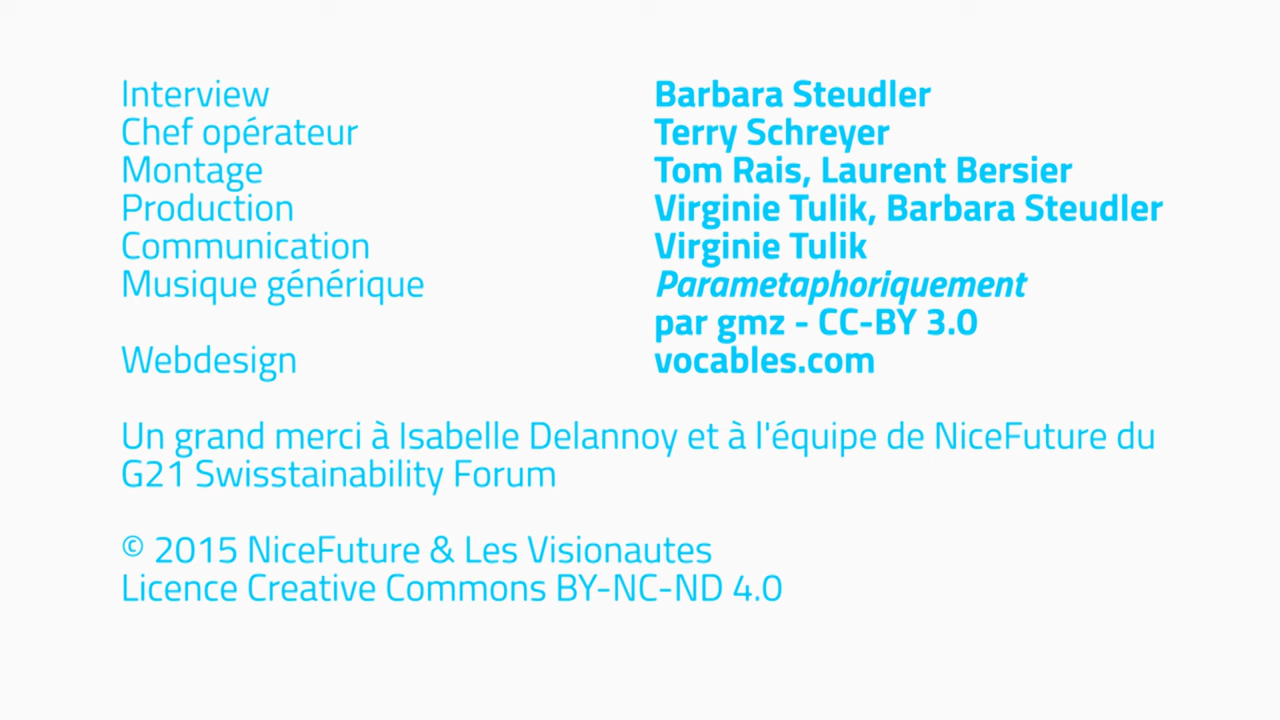 Interview Barbara Steudler
Chef opérateur Terry Schreyer
Montage Tom Rais, Laurent Bersier
Production Virginie Tulik, Barbara Steudler
Communication Virginie Tulik
Musique générique Parametaphoriquement
par gmz - CC-BY 3.0
Webdesign vocables.com
Un grand merci à Isabelle Delannoy et à l'équipe de NiceFuture du
G21 Swisstainability Forum
© 2015 NiceFuture & Les Visionautes
Licence Creative Commons BY-NC-ND 4.0